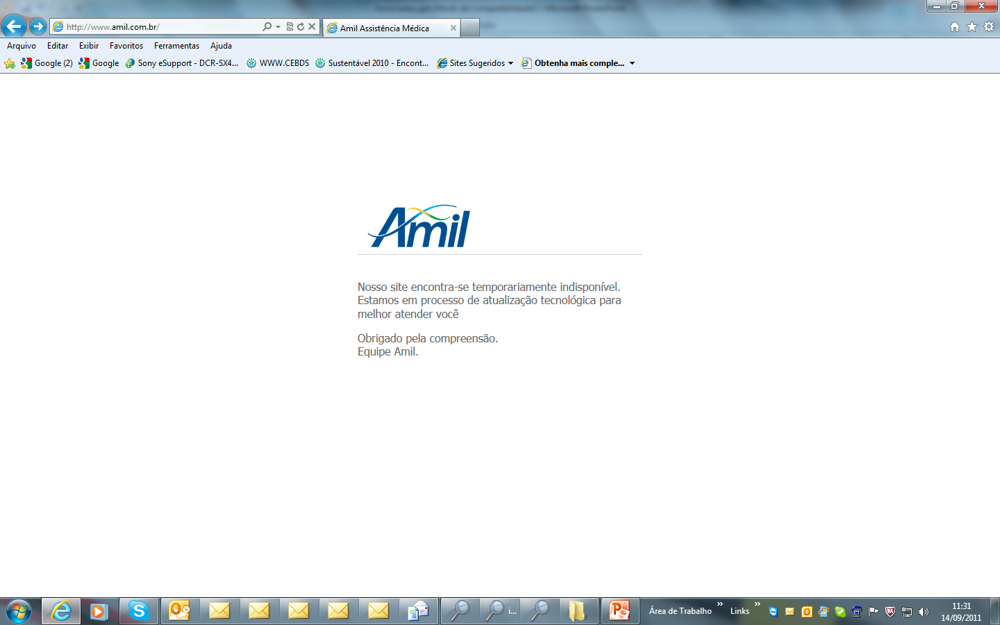 http://www.amil.com.br/
Amil Assistência Médica
Arquivo Editar Exibir Favoritos Ferramentas Ajuda
Google (2) Google Sony eSupport - DCR-SX4... WWW.CEBDS Sustentável 2010 - Encont... Sites Sugeridos Obtenha mais comple...
Amil
Nosso site encontra-se temporariamente indisponível.
Estamos em processo de atualização tecnológica para
melhor atender você
Obrigado pela compreensão.
Equipe Amil.
i...
Área de Trabalho » Links »
11:31
14/09/2011